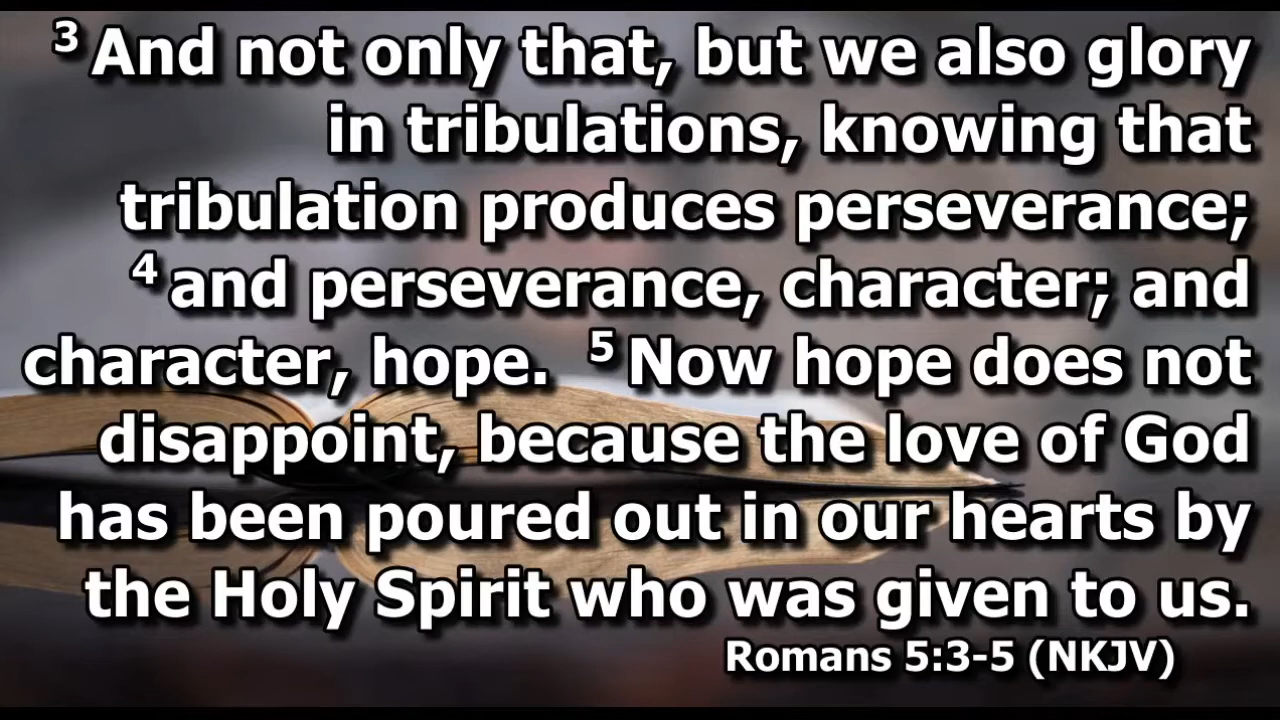 ³ And not only that, but we also glory
in tribulations, knowing that
tribulation produces perseverance;
⁴ and perseverance, character; and
character, hope. ⁵ Now hope does not
disappoint, because the love of God
has been poured out in our hearts by
the Holy Spirit who was given to us.
Romans 5:3-5 (NKJV)